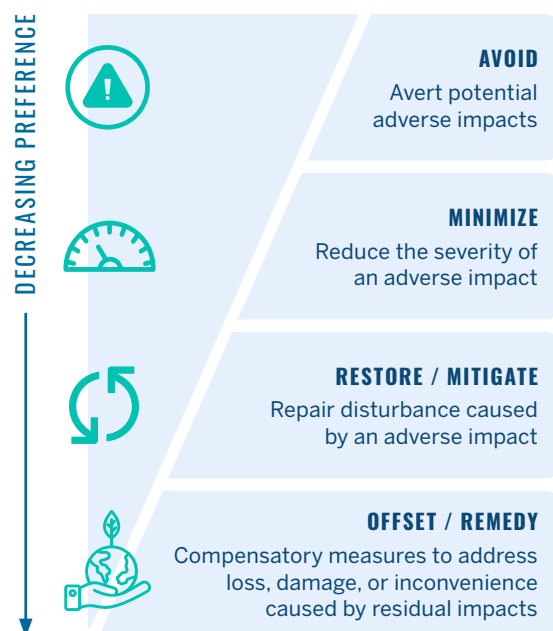 DECREASING PREFERENCE
AVOID
Avert potential
adverse impacts
MINIMIZE
Reduce the severity of
an adverse impact
RESTORE / MITIGATE
Repair disturbance caused
by an adverse impact
OFFSET / REMEDY
Compensatory measures to address
loss, damage, or inconvenience
caused by residual impacts